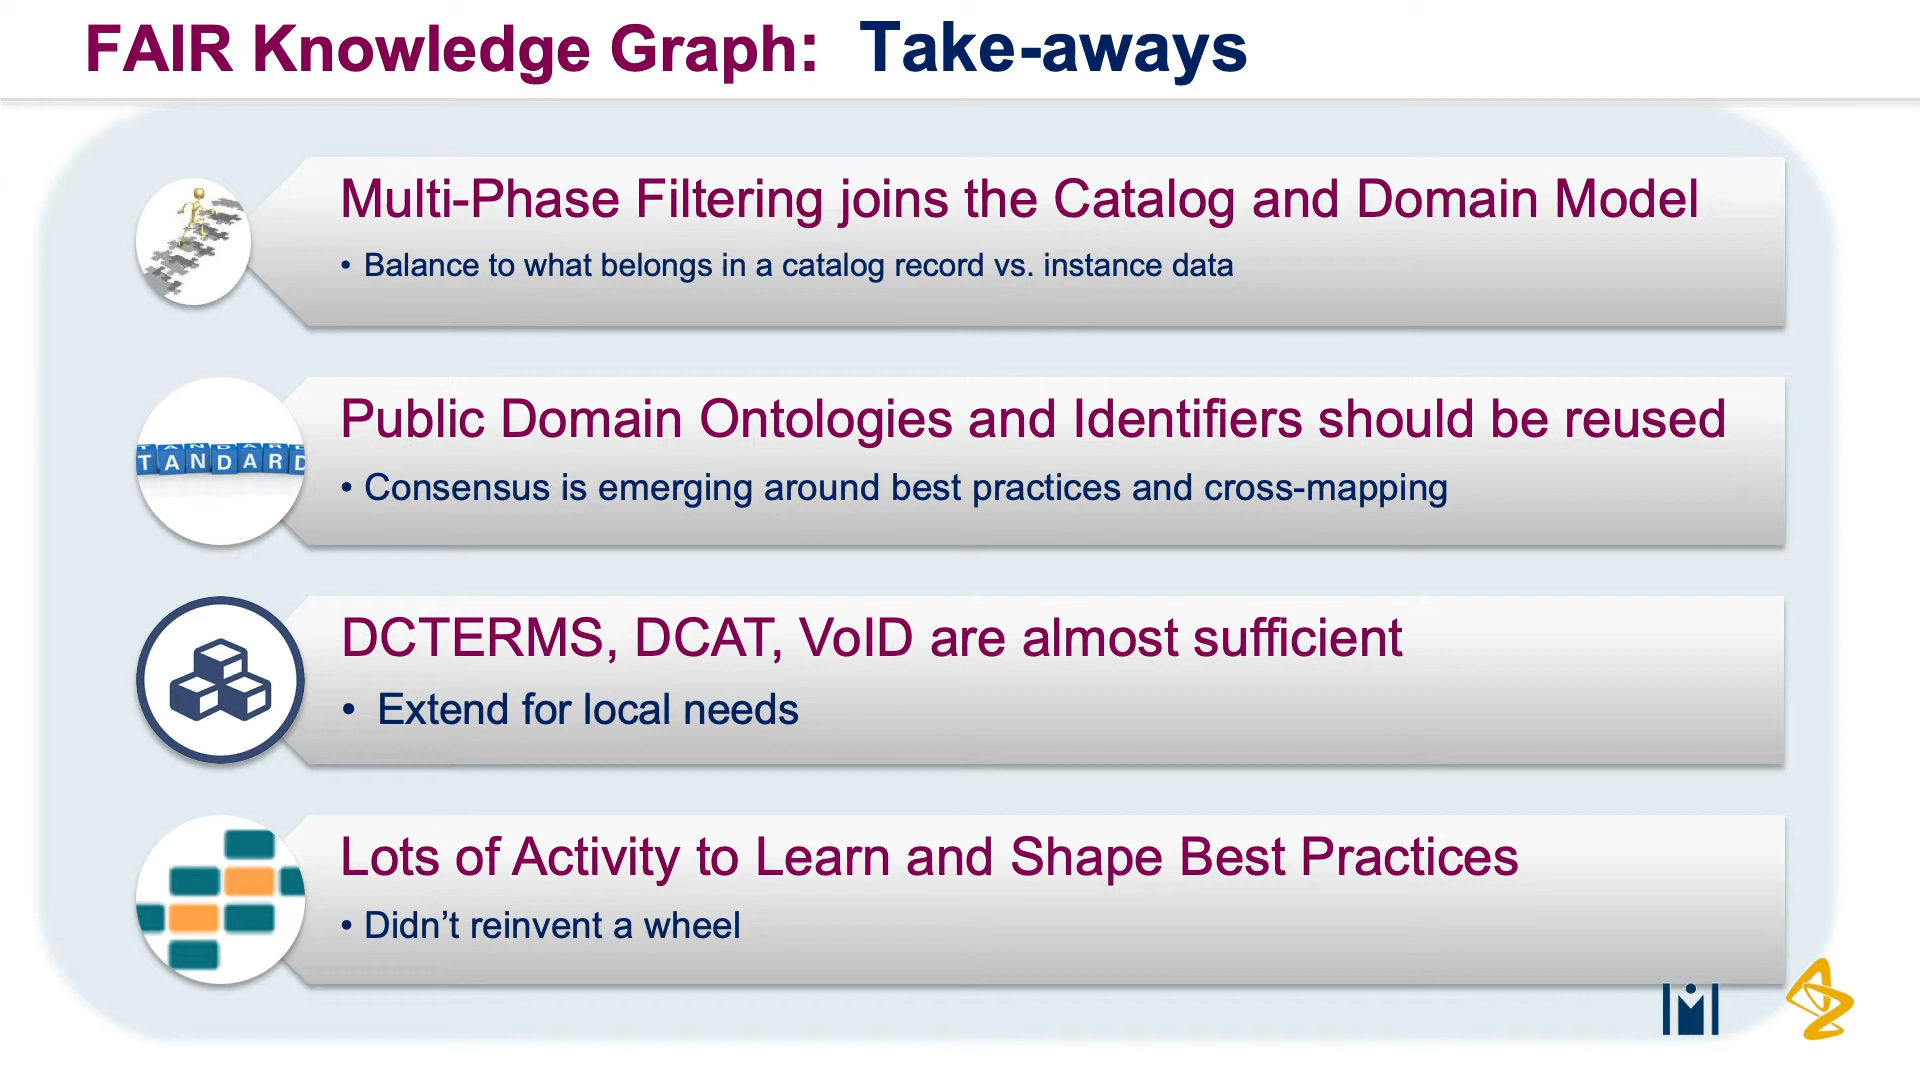 FAIR Knowledge Graph: Take-aways
Multi-Phase Filtering joins the Catalog and Domain Model
• Balance to what belongs in a catalog record vs. instance data
TANDARD
Public Domain Ontologies and Identifiers should be reused
• Consensus is emerging around best practices and cross-mapping
DCTERMS, DCAT, VoID are almost sufficient
• Extend for local needs
Lots of Activity to Learn and Shape Best Practices
• Didn’t reinvent a wheel